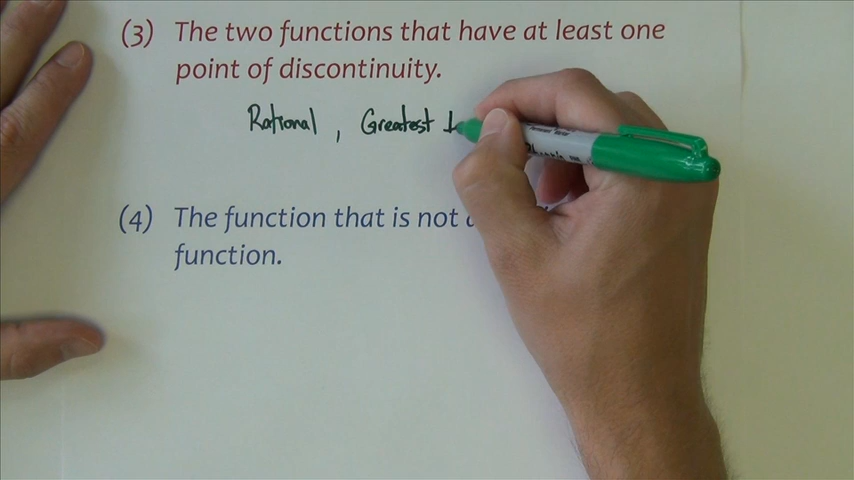 (3) The two functions that have at least one
point of discontinuity.
Rational , Greatest I
(4) The function that is not
function.